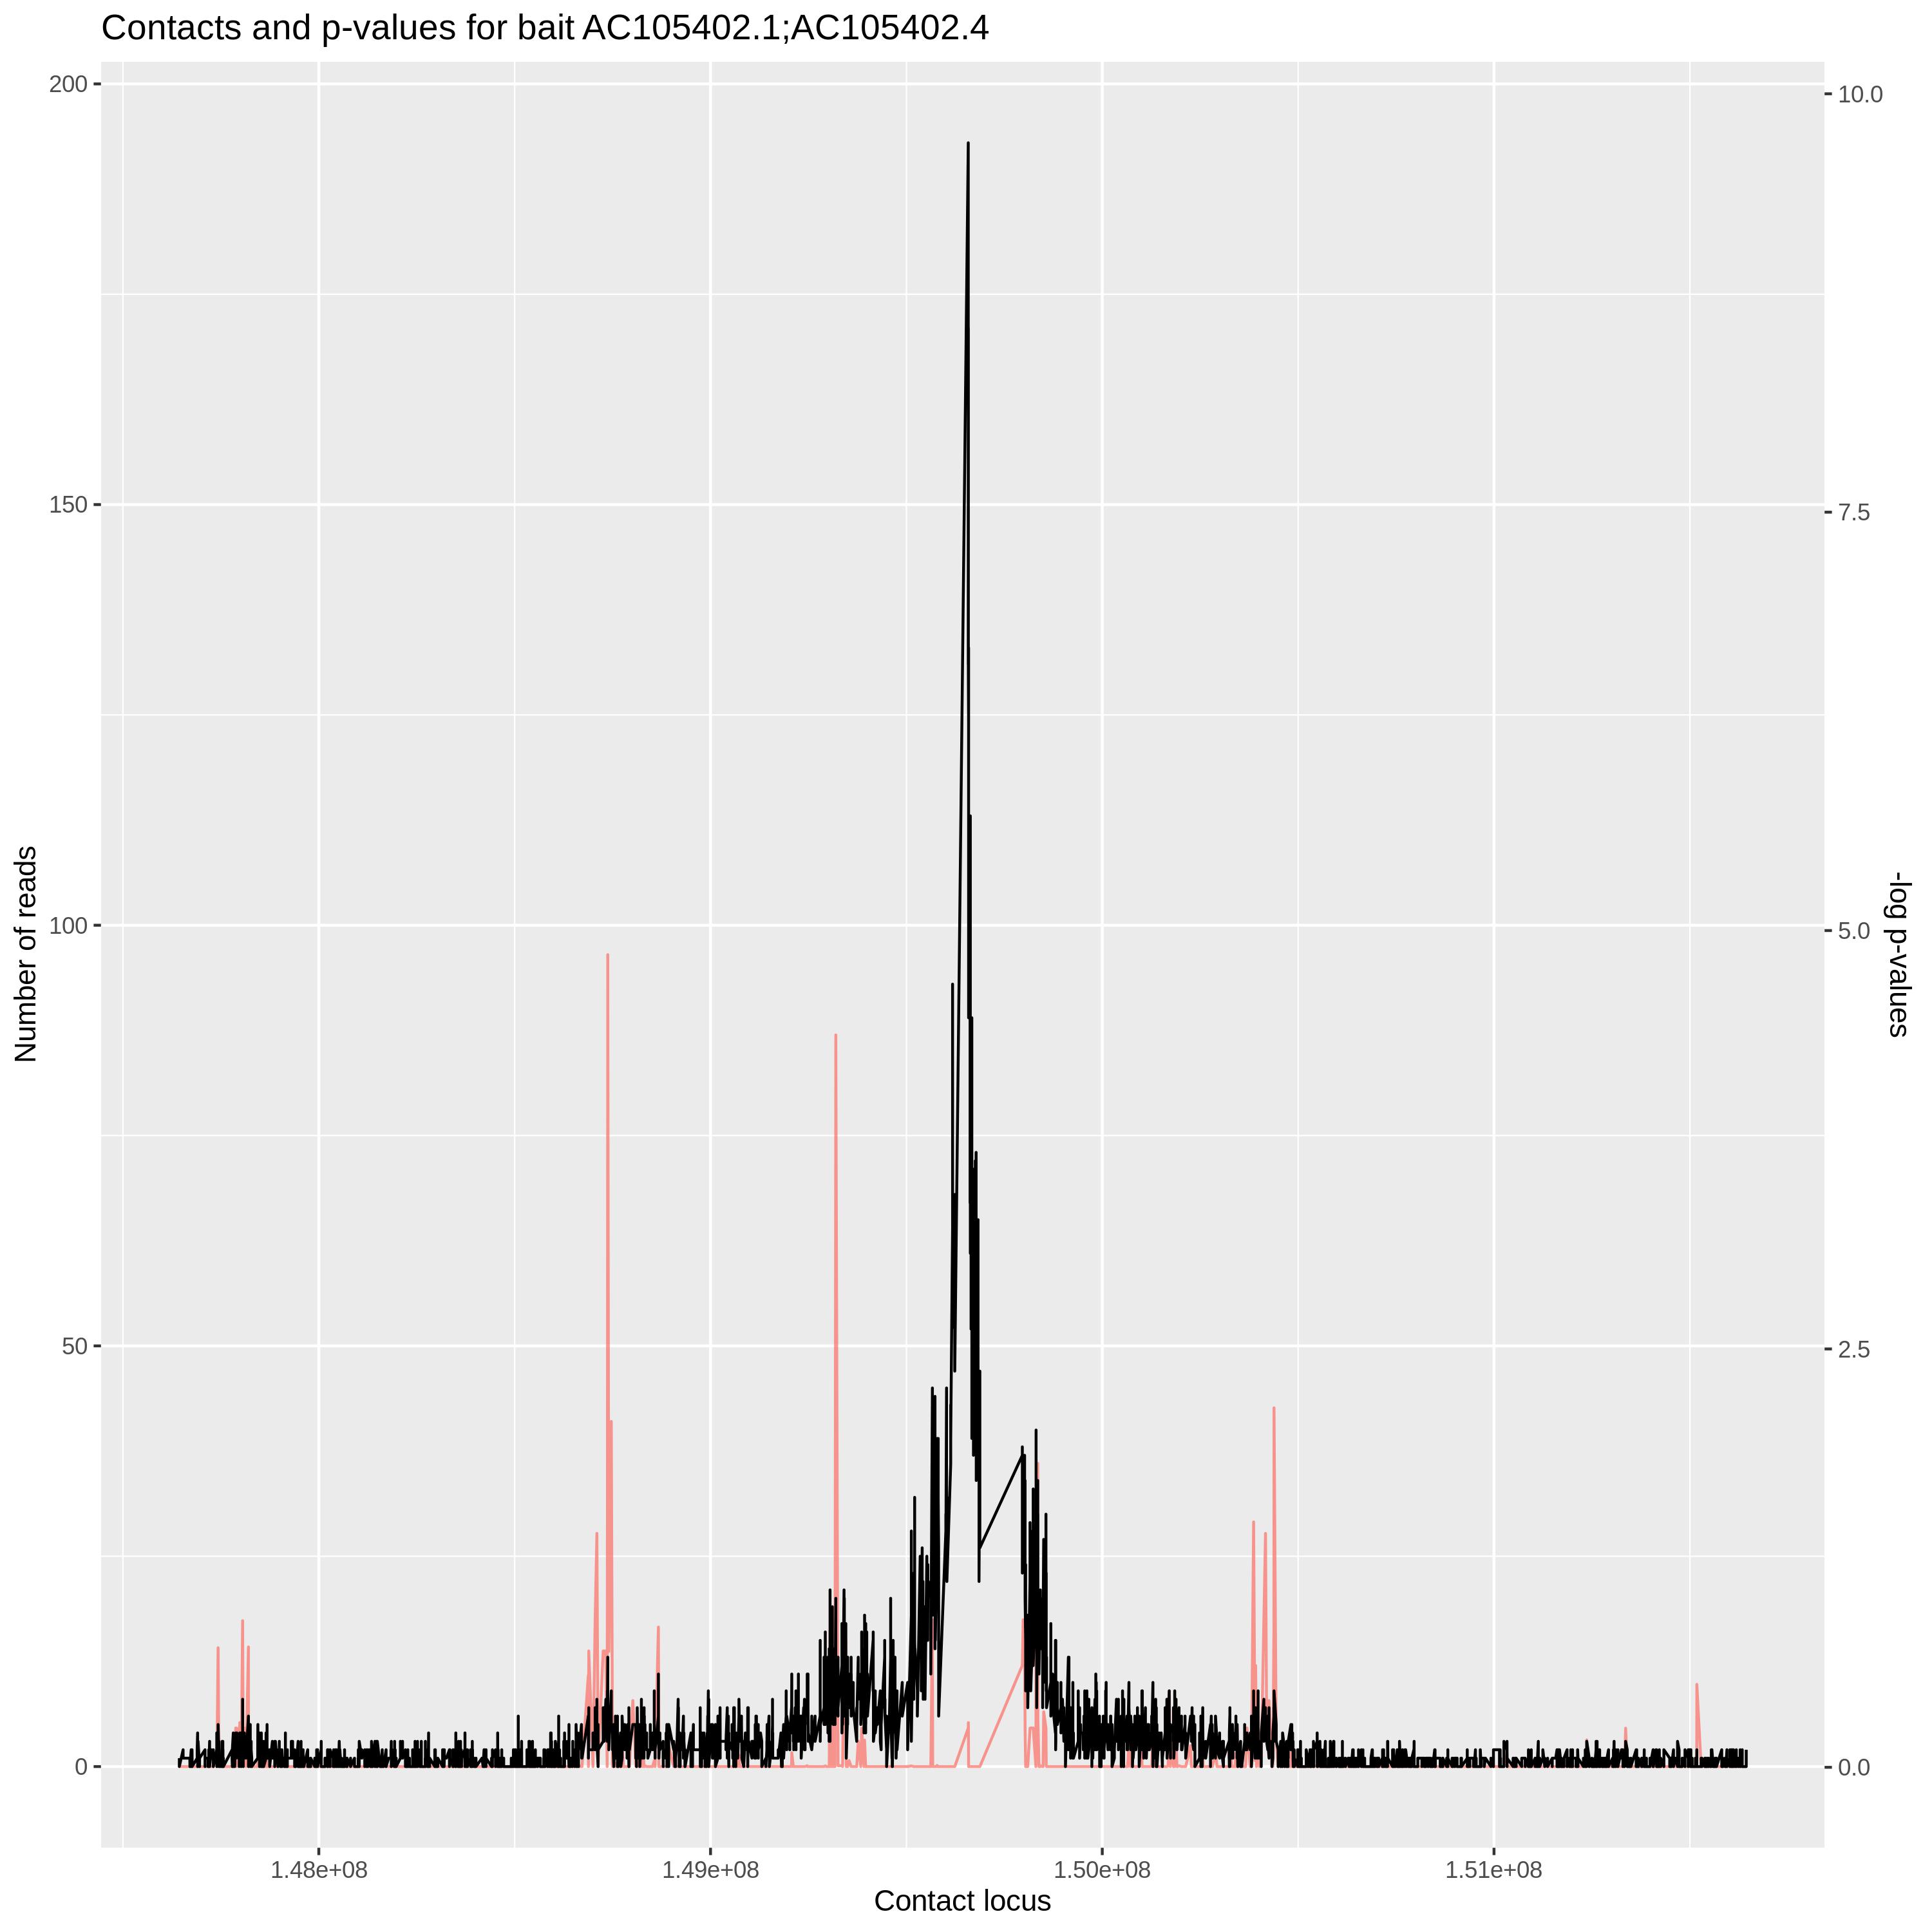 Contacts and p-values for bait AC105402.1;AC105402.4
200
150
100
50
0
Number of reads
10.0
7.5
5.0
2.5
0.0
-log p-values
1.48e+08
1.49e+08
1.50e+08
1.51e+08
Contact locus